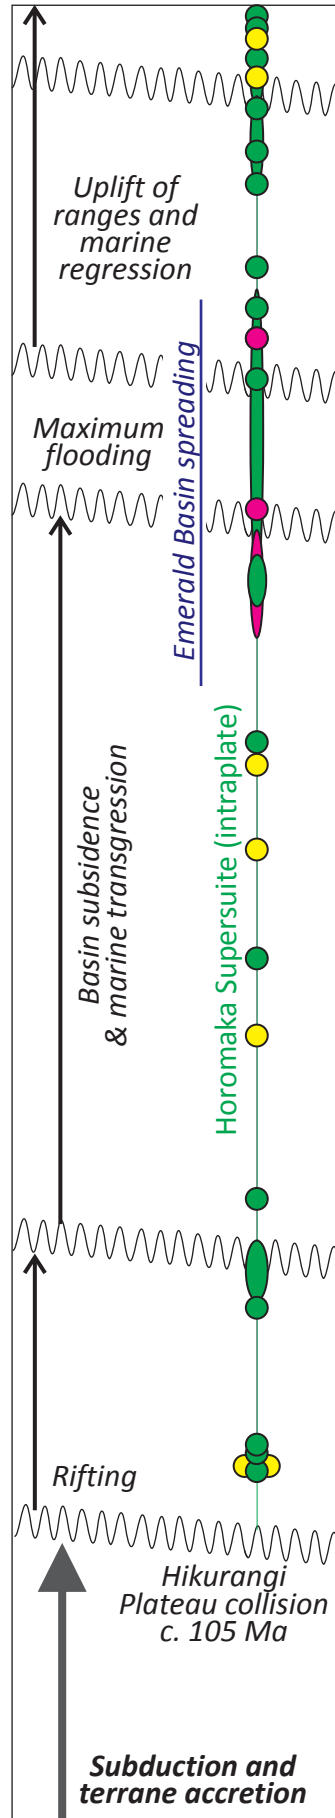 Uplift of
ranges and
marine
regression
Maximum
flooding
Emerald Basin spreading
Basin subsidence
& marine transgression
Horomaka Supersuite (intraplate)
Rifting
Hikurangi
Plateau collision
c. 105 Ma
Subduction and
terrane accretion